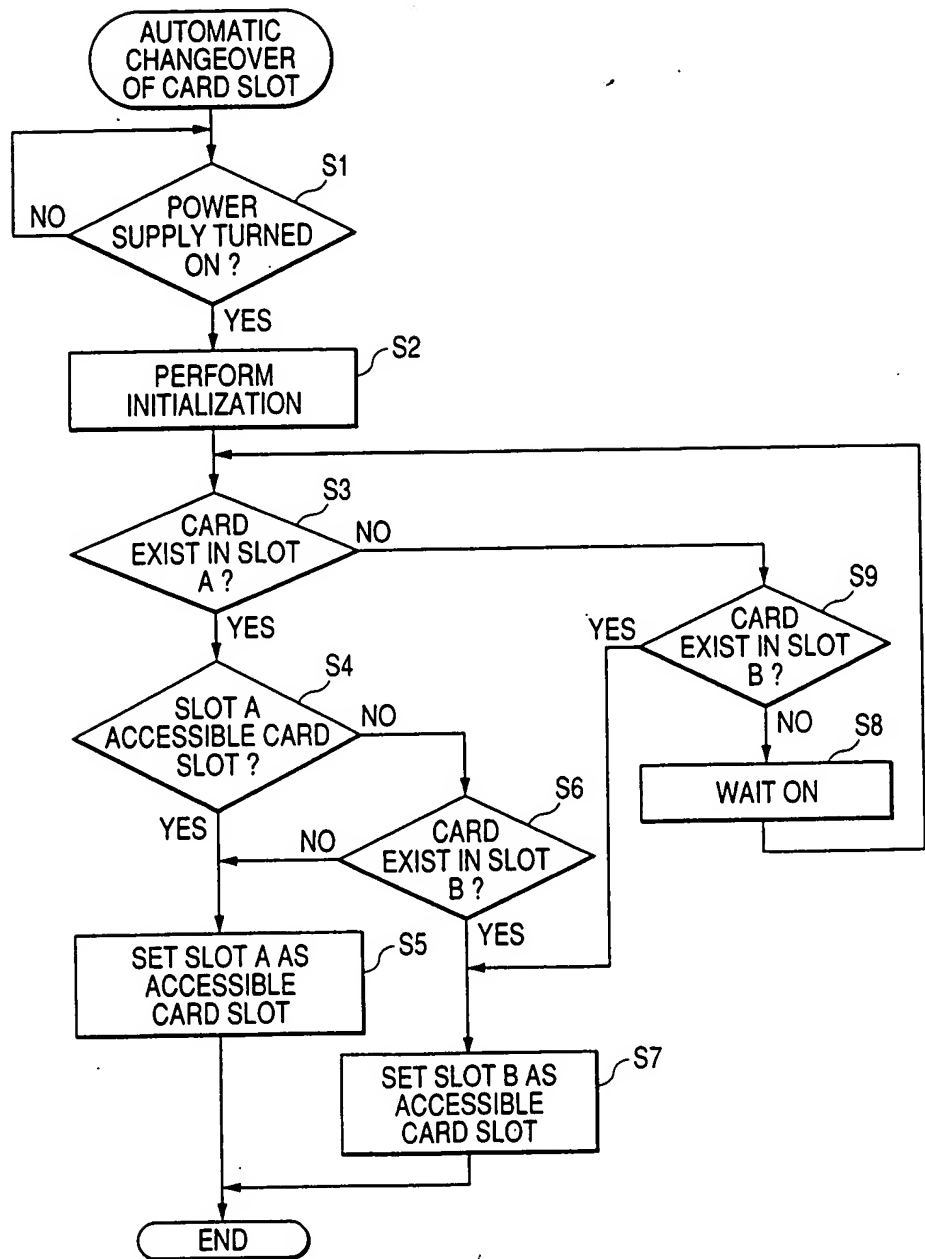 AUTOMATIC
CHANGEOVER
OF CARD SLOT
S1
NO
POWER
SUPPLY TURNED
ON ?
YES
S2
PERFORM
INITIALIZATION
S3
CARD
EXIST IN SLOT
A ?
NO
YES
S9
YES
CARD
EXIST IN SLOT
B ?
NO
S4
SLOT A
ACCESSIBLE CARD
SLOT ?
NO
YES
S8
WAIT ON
S6
NO
CARD
EXIST IN SLOT
B ?
YES
S5
SET SLOT A AS
ACCESSIBLE
CARD SLOT
S7
SET SLOT B AS
ACCESSIBLE
CARD SLOT
END